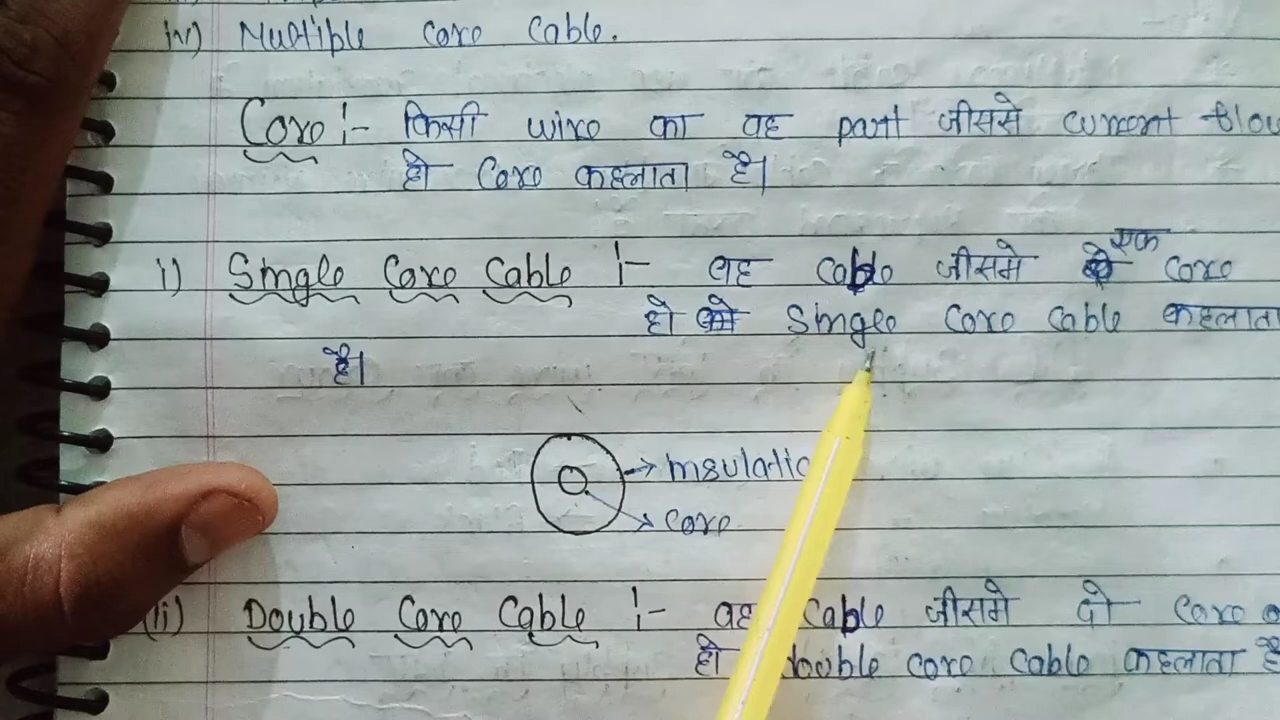 iv) Multible core cable.
Core :- किसी wire का वह part जीससे current flow
हो core कहलाता है।
i) Single Core Cable :- वह cable जीसमे एक core
हो Single core cable कहलाता
है।
→ insulatio
→ core
(ii) Double Core Cable :- वह cable जीसमे दो core
हो double core cable कहलाता है